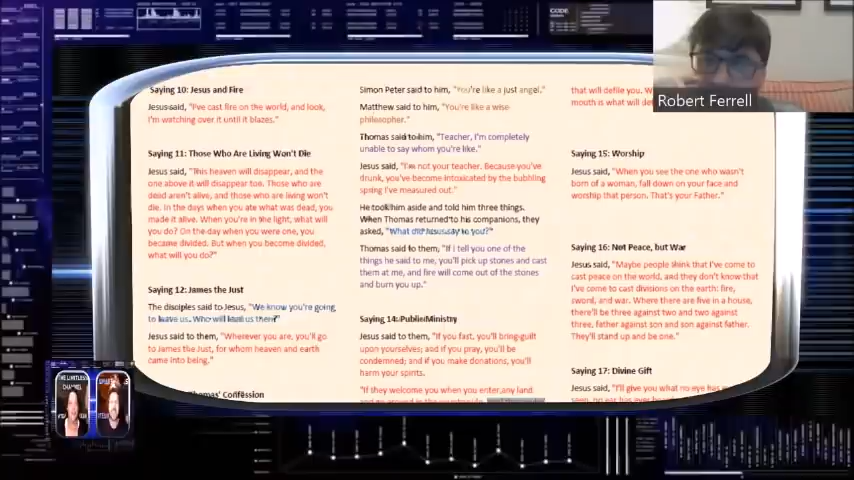 CODE
Robert Ferrell
Saying 10: Jesus and Fire
Jesus said, "I've cast fire on the world, and look,
I'm watching over it until it blazes."
Saying 11: Those Who Are Living Won't Die
Jesus said, "This heaven will disappear, and the
one above it will disappear too. Those who are
dead aren't alive, and those who are living won't
die. In the days when you ate what was dead, you
made it alive. When you're in the light, what will
you do? On the day when you were one, you
became divided. But when you become divided,
what will you do?"
Saying 12: James the Just
The disciples said to Jesus, "We know you're going
to leave us. Who will lead us then?"
Jesus said to them, "Wherever you are, you'll go
to James the Just, for whom heaven and earth
came into being."
Thomas' Confession
Simon Peter said to him, "You're like a just angel."
Matthew said to him, "You're like a wise
philosopher."
Thomas said to him, "Teacher, I'm completely
unable to say whom you're like."
Jesus said, "I'm not your teacher. Because you've
drunk, you've become intoxicated by the bubbling
spring I've measured out."
He took him aside and told him three things.
When Thomas returned to his companions, they
asked, "What did Jesus say to you?"
Thomas said to them, "If I tell you one of the
things he said to me, you'll pick up stones and cast
them at me, and fire will come out of the stones
and burn you up."
Saying 14: Public Ministry
Jesus said to them, "If you fast, you'll bring guilt
upon yourselves; and if you pray, you'll be
condemned; and if you make donations, you'll
harm your spirits.
"If they welcome you when you enter any land
and go around in the countryside,
that will defile you.
mouth is what will
Saying 15: Worship
Jesus said, "When you see the one who wasn't
born of a woman, fall down on your face and
worship that person. That's your Father."
Saying 16: Not Peace, but War
Jesus said, "Maybe people think that I've come to
cast peace on the world, and they don't know that
I've come to cast divisions on the earth: fire,
sword, and war. Where there are five in a house,
there'll be three against two and two against
three, father against son and son against father.
They'll stand up and be one."
Saying 17: Divine Gift
Jesus said, "I'll give you what no eye has
seen, no ear has ever
THE LIMITLESS
CHANNEL